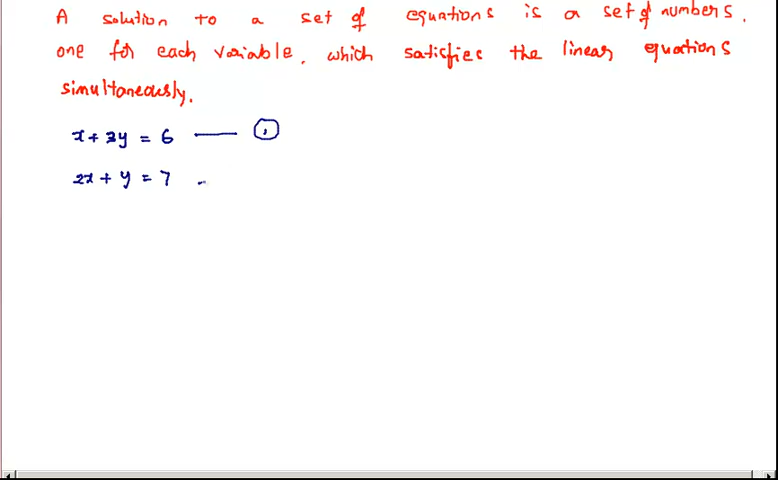 A solution to a set of equations is a set of numbers,
one for each variable, which satisfies the linear equations
simultaneously.
x + 3y = 6 —— ①
2x + y = 7 -